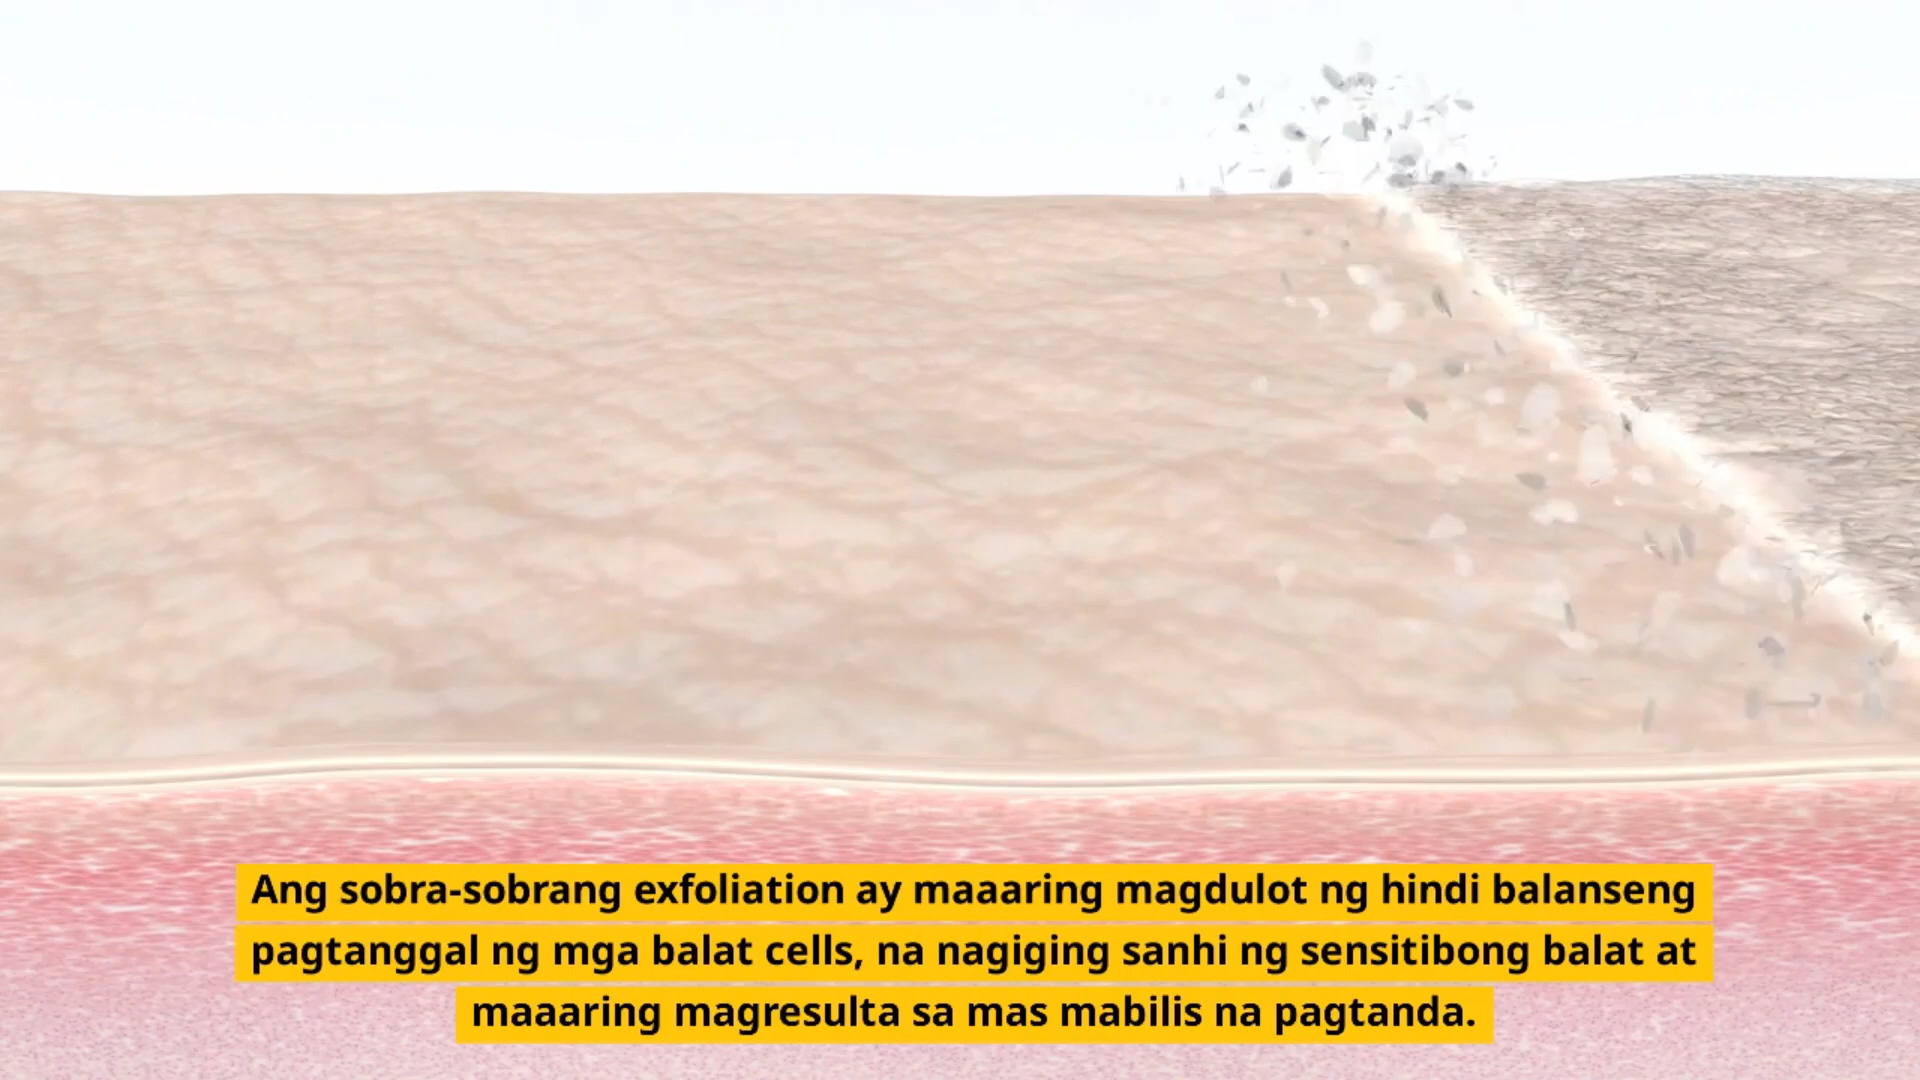 Ang sobra-sobrang exfoliation ay maaaring magdulot ng hindi balanseng
pagtanggal ng mga balat cells, na nagiging sanhi ng sensitibong balat at
maaaring magresulta sa mas mabilis na pagtanda.